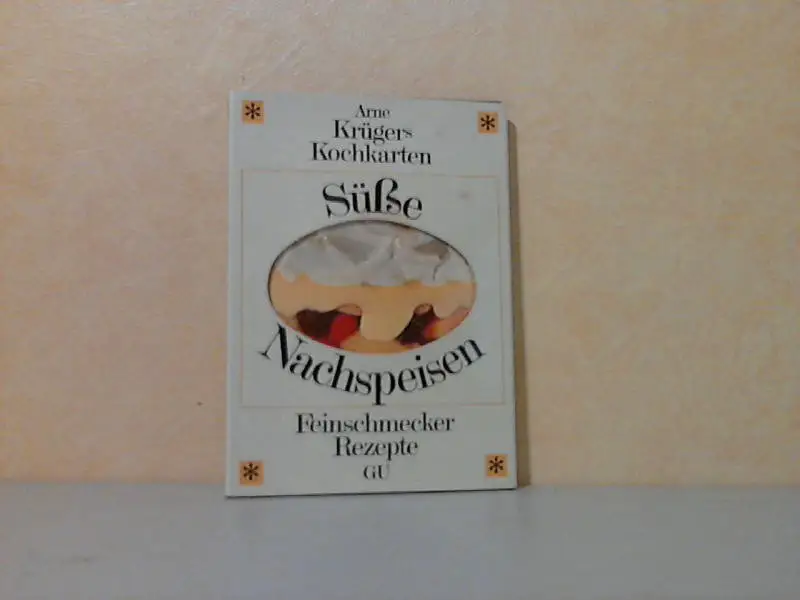 Arne
Krügers
Kochkarten
Süße
Nachspeisen
Feinschmecker
Rezepte
GU